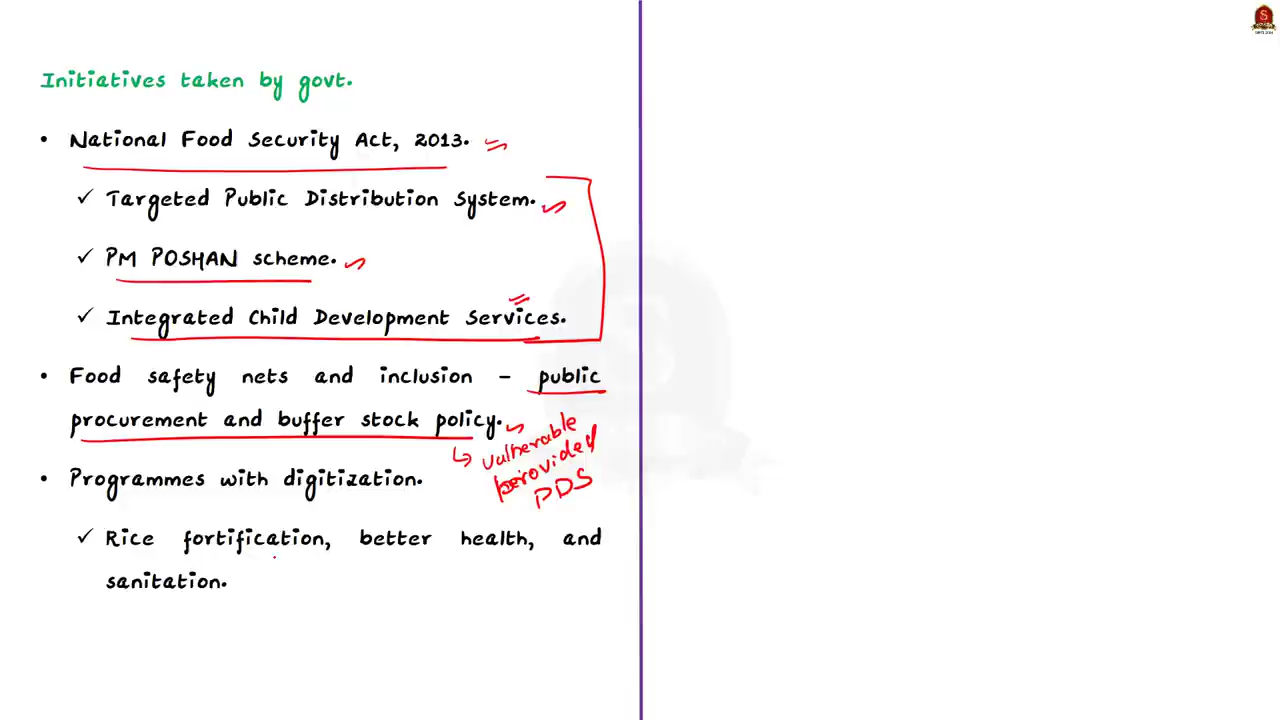 Initiatives taken by govt.
• National Food Security Act, 2013.
✓ Targeted Public Distribution System.
✓ PM POSHAN scheme.
✓ Integrated Child Development Services.
• Food safety nets and inclusion – public
procurement and buffer stock policy.
vulnerable
provided
PDS
• Programmes with digitization.
✓ Rice fortification, better health, and
sanitation.